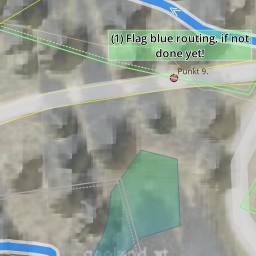 (1) Flag blue routing, if not
done yet!
Punkt 9.